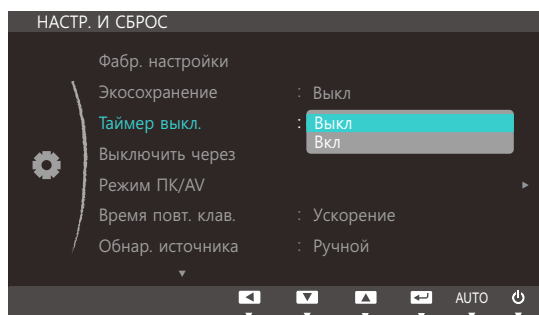 НАСТР. И СБРОС
Фабр. настройки
Экосохранение : Выкл
Таймер выкл. : Выкл
Вкл
Выключить через
Режим ПК/AV
Время повт. клав. : Ускорение
Обнар. источника : Ручной
AUTO